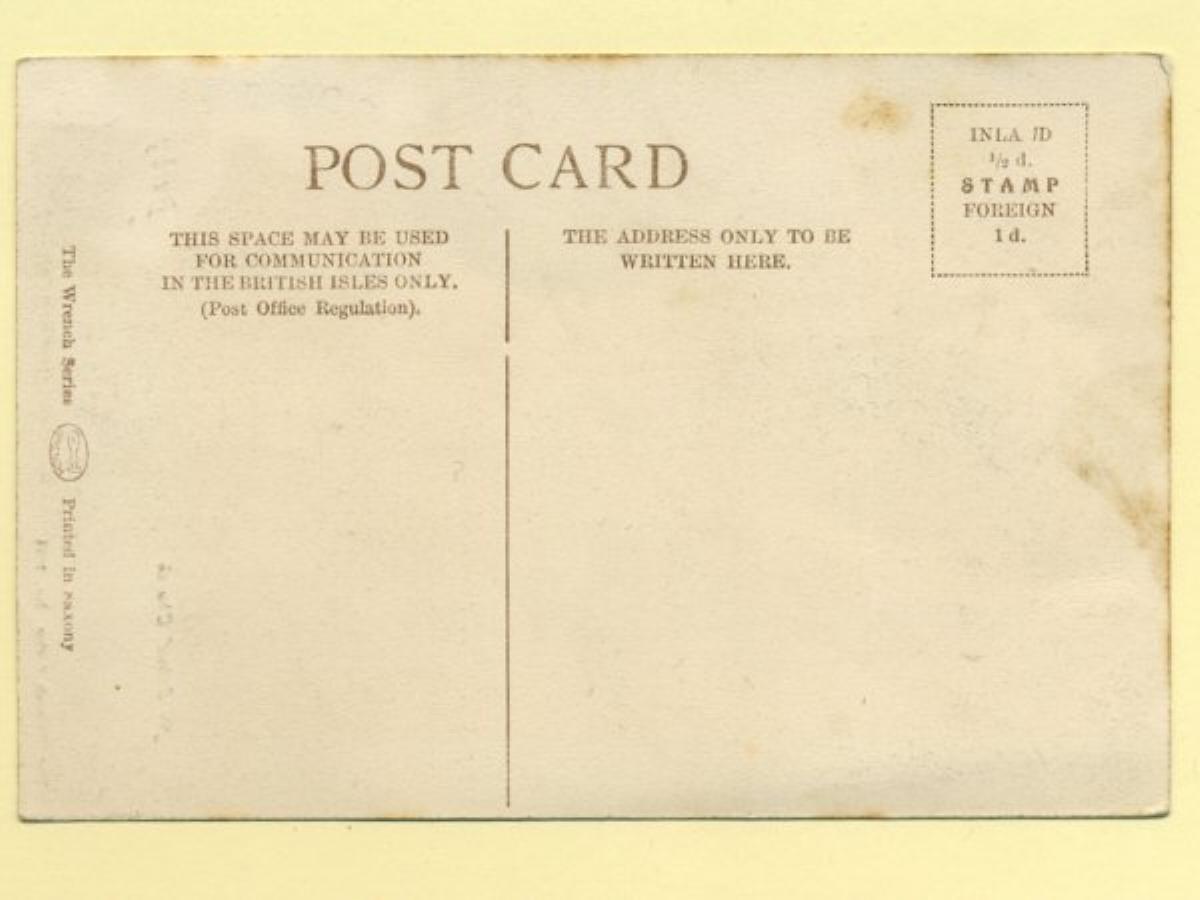 POST CARD
THIS SPACE MAY BE USED
FOR COMMUNICATION
IN THE BRITISH ISLES ONLY.
(Post Office Regulation).
THE ADDRESS ONLY TO BE
WRITTEN HERE.
INLAND
½ d.
STAMP
FOREIGN
1 d.
The Wrench Series
Printed in Saxony